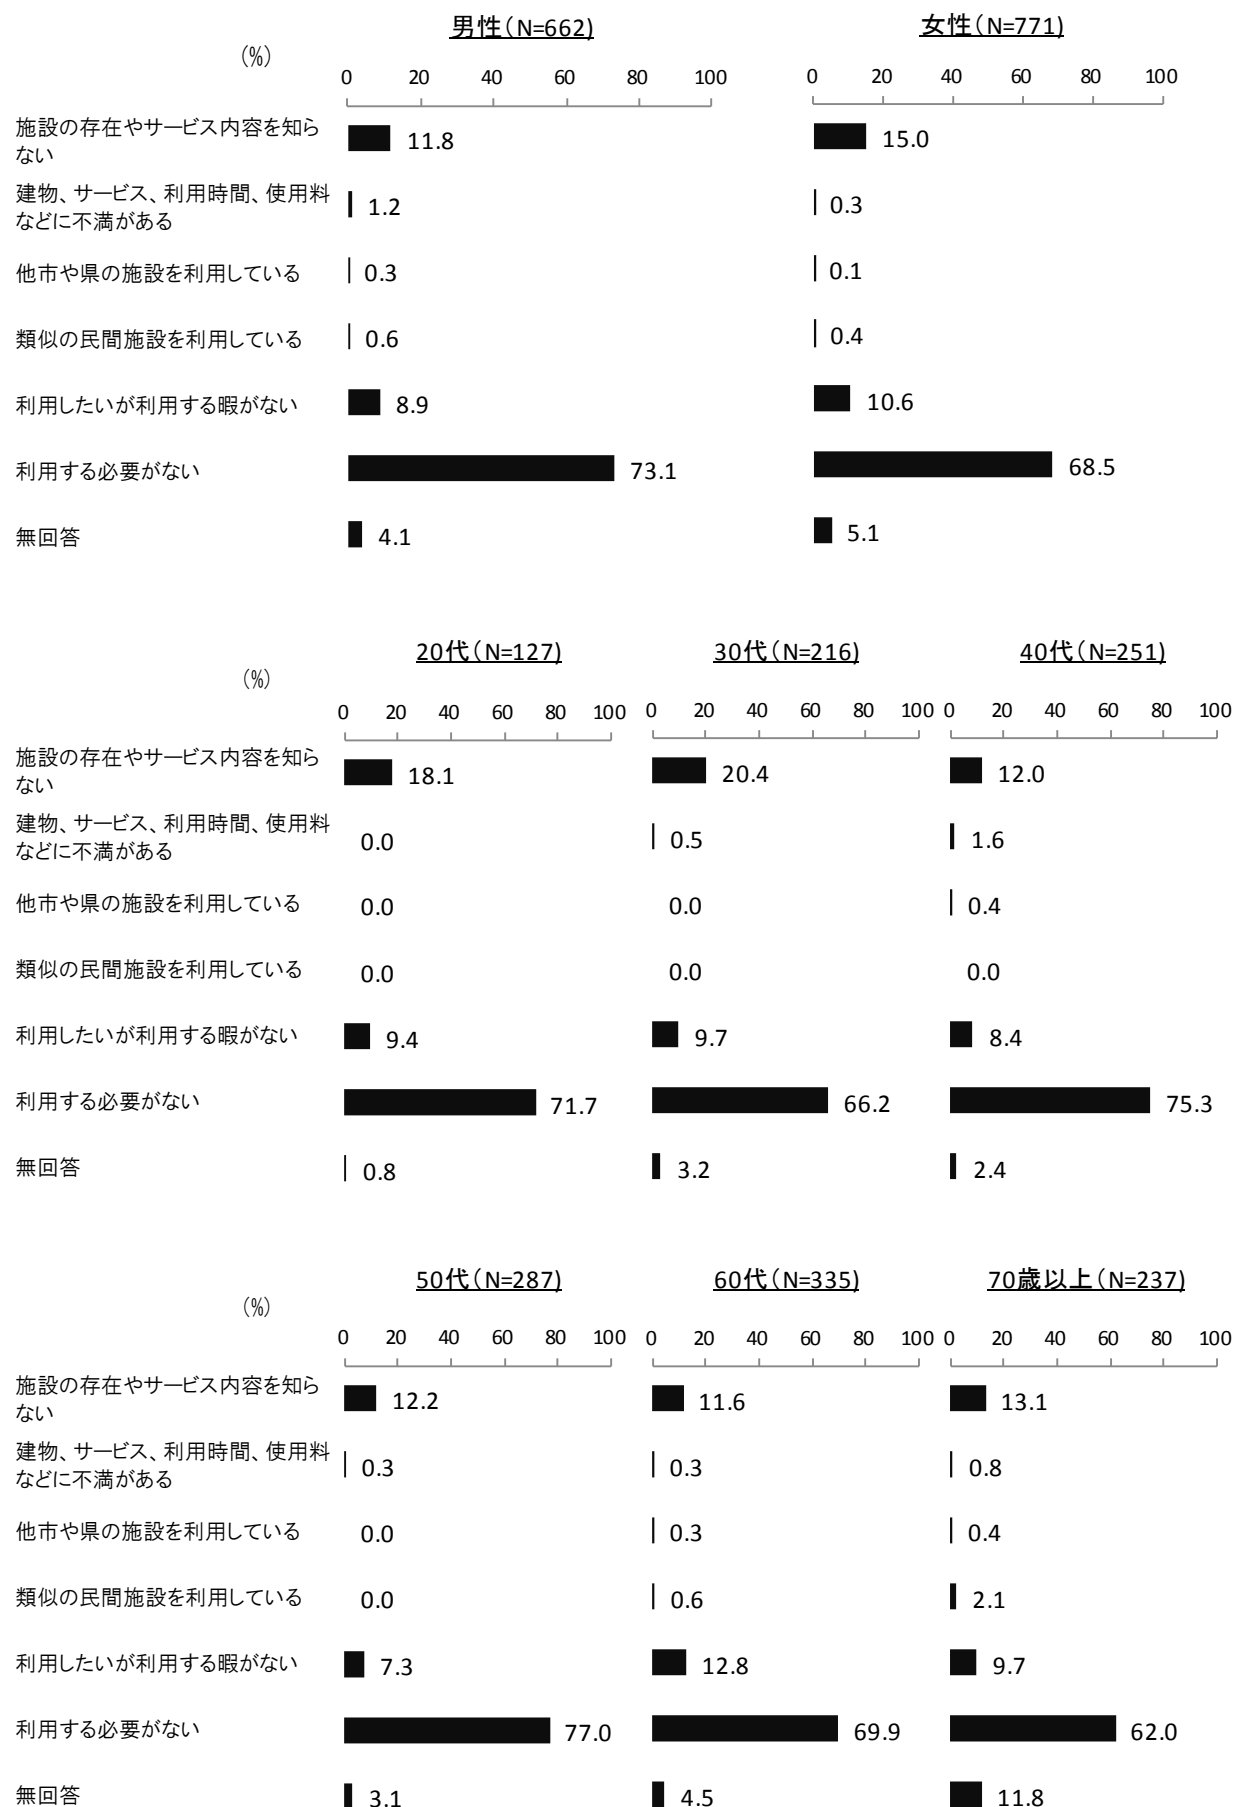 男性(N=662) 女性(N=771)
(%)
0 20 40 60 80 100 0 20 40 60 80 100
施設の存在やサービス内容を知ら
ない
11.8 15.0
建物、サービス、利用時間、使用料
などに不満がある
1.2 0.3
他市や県の施設を利用している 0.3 0.1
類似の民間施設を利用している 0.6 0.4
利用したいが利用する暇がない 8.9 10.6
利用する必要がない 73.1 68.5
無回答 4.1 5.1
20代(N=127) 30代(N=216) 40代(N=251)
(%)
0 20 40 60 80 100 0 20 40 60 80 100 0 20 40 60 80 100
施設の存在やサービス内容を知ら
ない
18.1 20.4 12.0
建物、サービス、利用時間、使用料
などに不満がある
0.0 0.5 1.6
他市や県の施設を利用している 0.0 0.0 0.4
類似の民間施設を利用している 0.0 0.0 0.0
利用したいが利用する暇がない 9.4 9.7 8.4
利用する必要がない 71.7 66.2 75.3
無回答 0.8 3.2 2.4
50代(N=287) 60代(N=335) 70歳以上(N=237)
(%)
0 20 40 60 80 100 0 20 40 60 80 100 0 20 40 60 80 100
施設の存在やサービス内容を知ら
ない
12.2 11.6 13.1
建物、サービス、利用時間、使用料
などに不満がある
0.3 0.3 0.8
他市や県の施設を利用している 0.0 0.3 0.4
類似の民間施設を利用している 0.0 0.6 2.1
利用したいが利用する暇がない 7.3 12.8 9.7
利用する必要がない 77.0 69.9 62.0
無回答 3.1 4.5 11.8